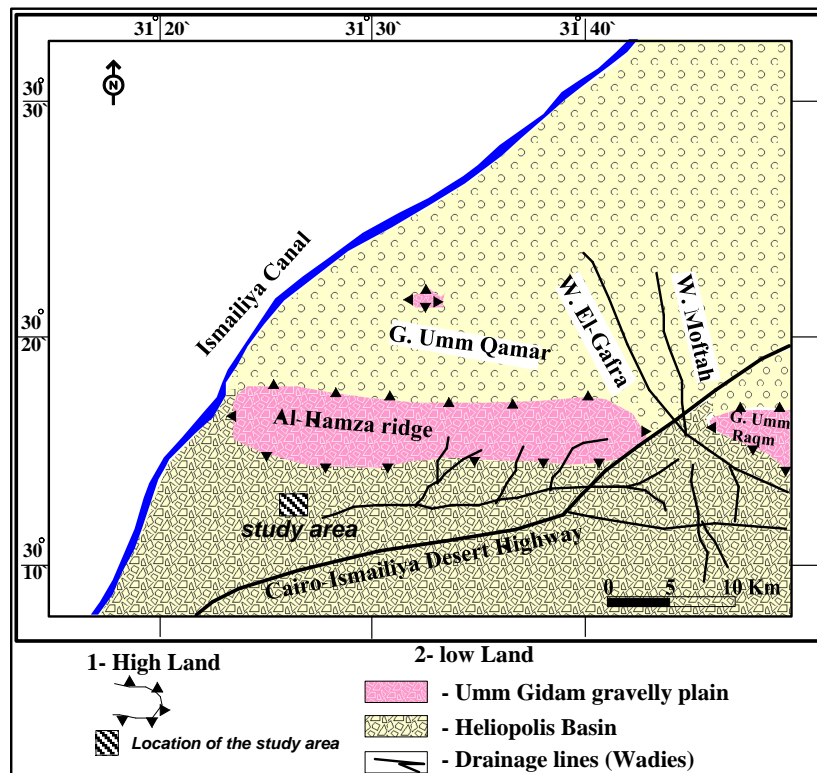 31° 20 31° 30 31° 40
30
30`
N
Ismailiya Canal
W. El-Gafra
W. Moftah
30
20
G. Umm Qamar
Al-Hamza ridge
G. Umm
Raqm
study area
30
10
Cairo-Ismailiya Desert Highway
0 5 10 Km
1- High Land
2- low Land
- Umm Gidam gravelly plain
- Heliopolis Basin
Location of the study area
- Drainage lines (Wadies)